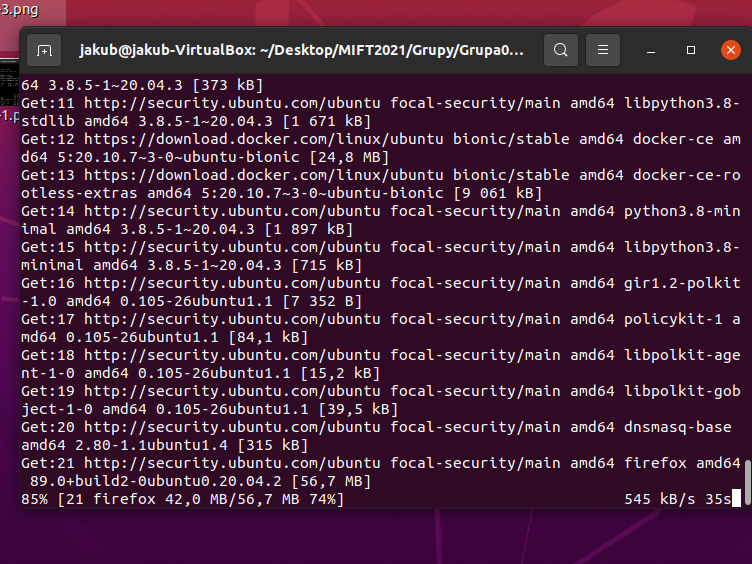 -3.png
-1.p
jakub@jakub-VirtualBox: ~/Desktop/MIFT2021/Grupy/Grupa0...
64 3.8.5-1~20.04.3 [373 kB]
Get:11 http://security.ubuntu.com/ubuntu focal-security/main amd64 libpython3.8-
stdlib amd64 3.8.5-1~20.04.3 [1 671 kB]
Get:12 https://download.docker.com/linux/ubuntu bionic/stable amd64 docker-ce am
d64 5:20.10.7~3-0~ubuntu-bionic [24,8 MB]
Get:13 https://download.docker.com/linux/ubuntu bionic/stable amd64 docker-ce-ro
otless-extras amd64 5:20.10.7~3-0~ubuntu-bionic [9 061 kB]
Get:14 http://security.ubuntu.com/ubuntu focal-security/main amd64 python3.8-min
imal amd64 3.8.5-1~20.04.3 [1 897 kB]
Get:15 http://security.ubuntu.com/ubuntu focal-security/main amd64 libpython3.8-
minimal amd64 3.8.5-1~20.04.3 [715 kB]
Get:16 http://security.ubuntu.com/ubuntu focal-security/main amd64 gir1.2-polkit
-1.0 amd64 0.105-26ubuntu1.1 [7 352 B]
Get:17 http://security.ubuntu.com/ubuntu focal-security/main amd64 policykit-1 a
md64 0.105-26ubuntu1.1 [84,1 kB]
Get:18 http://security.ubuntu.com/ubuntu focal-security/main amd64 libpolkit-age
nt-1-0 amd64 0.105-26ubuntu1.1 [15,2 kB]
Get:19 http://security.ubuntu.com/ubuntu focal-security/main amd64 libpolkit-gob
ject-1-0 amd64 0.105-26ubuntu1.1 [39,5 kB]
Get:20 http://security.ubuntu.com/ubuntu focal-security/main amd64 dnsmasq-base
amd64 2.80-1.1ubuntu1.4 [315 kB]
Get:21 http://security.ubuntu.com/ubuntu focal-security/main amd64 firefox amd64
89.0+build2-0ubuntu0.20.04.2 [56,7 MB]
85% [21 firefox 42,0 MB/56,7 MB 74%] 545 kB/s 35s